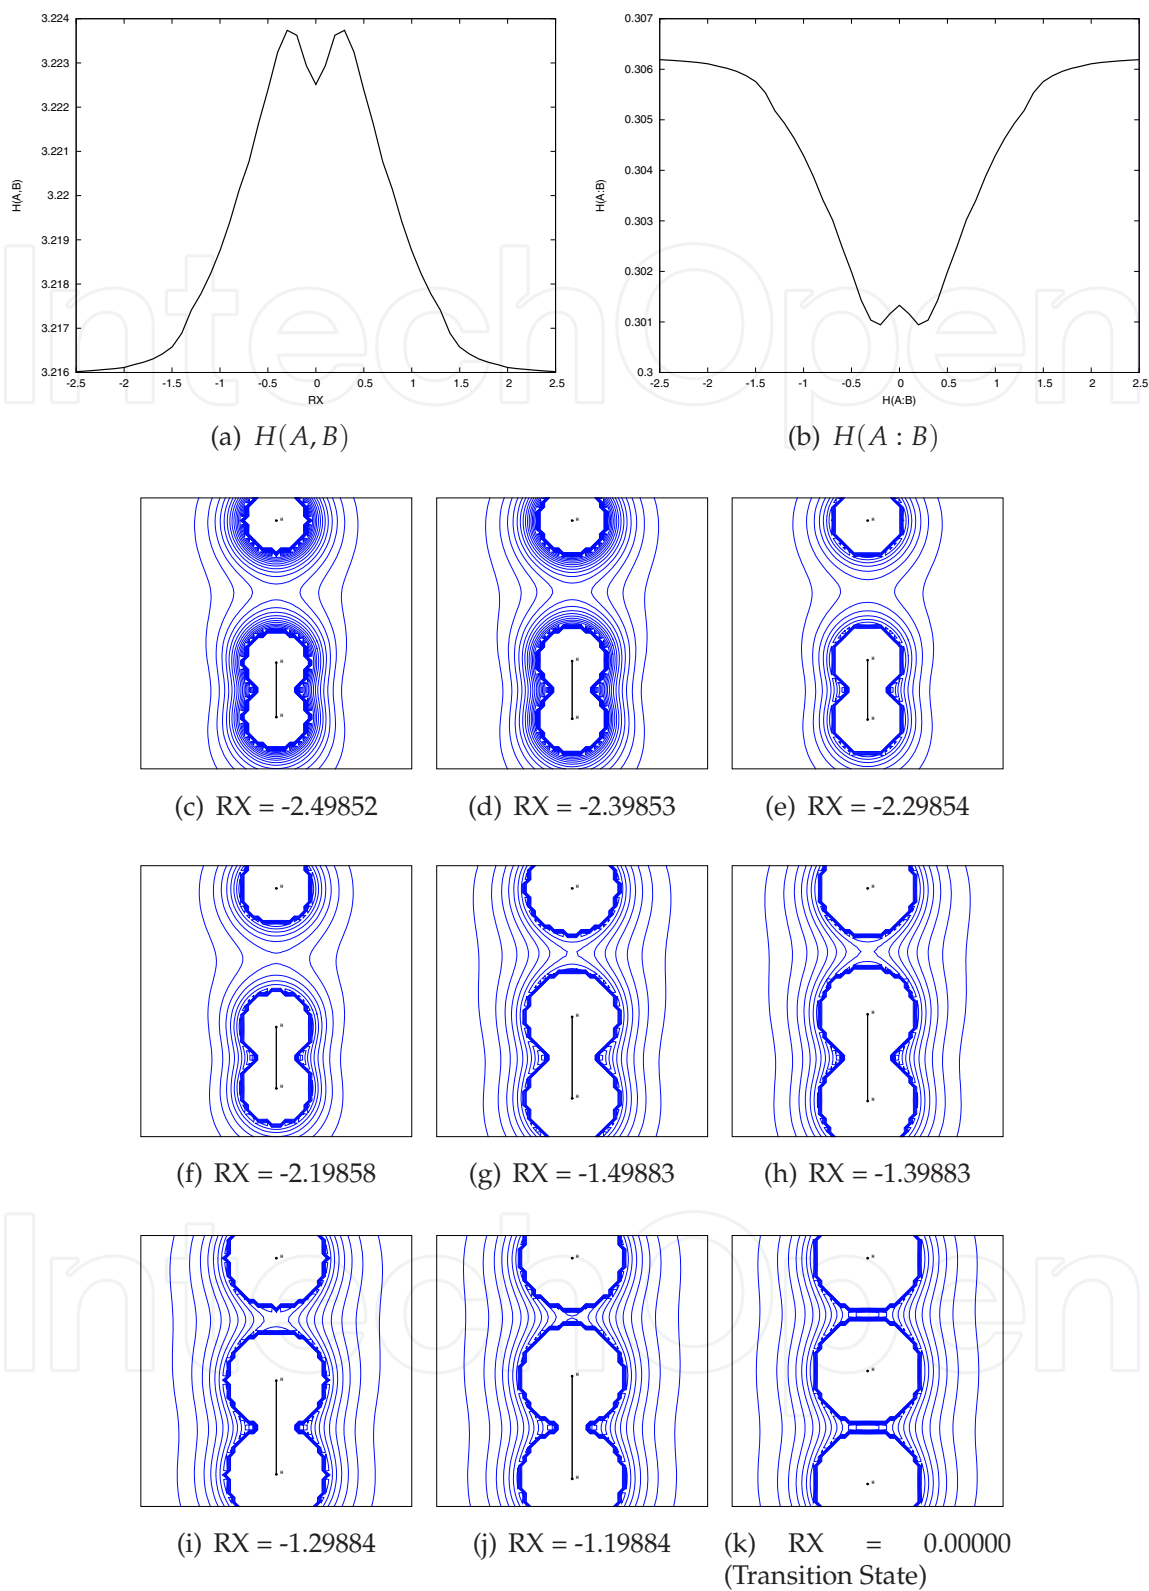 3.224
3.223
3.222
3.221
3.22
3.219
3.218
3.217
3.216
H(A,B)
-2.5 -2 -1.5 -1 -0.5 0 0.5 1 1.5 2 2.5
RX
(a) H(A, B)
0.307
0.306
0.305
0.304
0.303
0.302
0.301
0.3
H(A:B)
-2.5 -2 -1.5 -1 -0.5 0 0.5 1 1.5 2 2.5
H(A:B)
(b) H(A : B)
(c) RX = -2.49852
(d) RX = -2.39853
(e) RX = -2.29854
(f) RX = -2.19858
(g) RX = -1.49883
(h) RX = -1.39883
(i) RX = -1.29884
(j) RX = -1.19884
(k) RX = 0.00000
(Transition State)
IntechOpen
IntechOpen